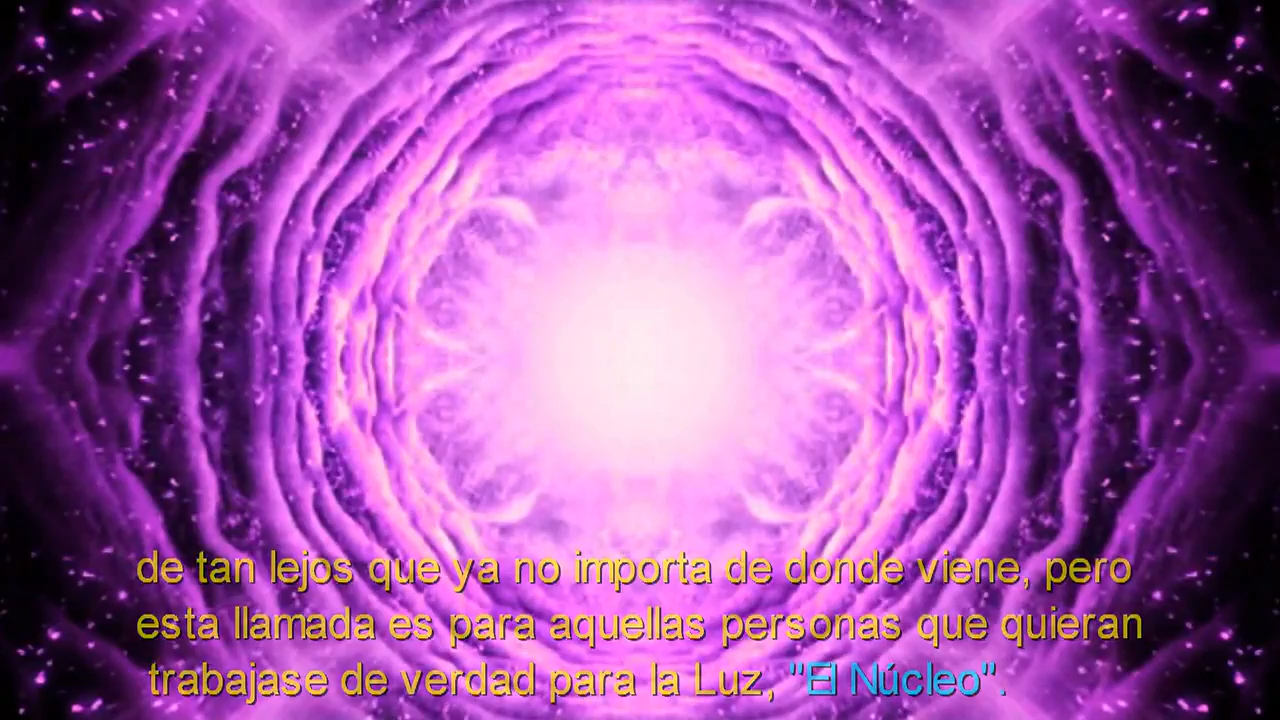 de tan lejos que ya no importa de donde viene, pero
esta llamada es para aquellas personas que quieran
trabajase de verdad para la Luz, "El Núcleo".